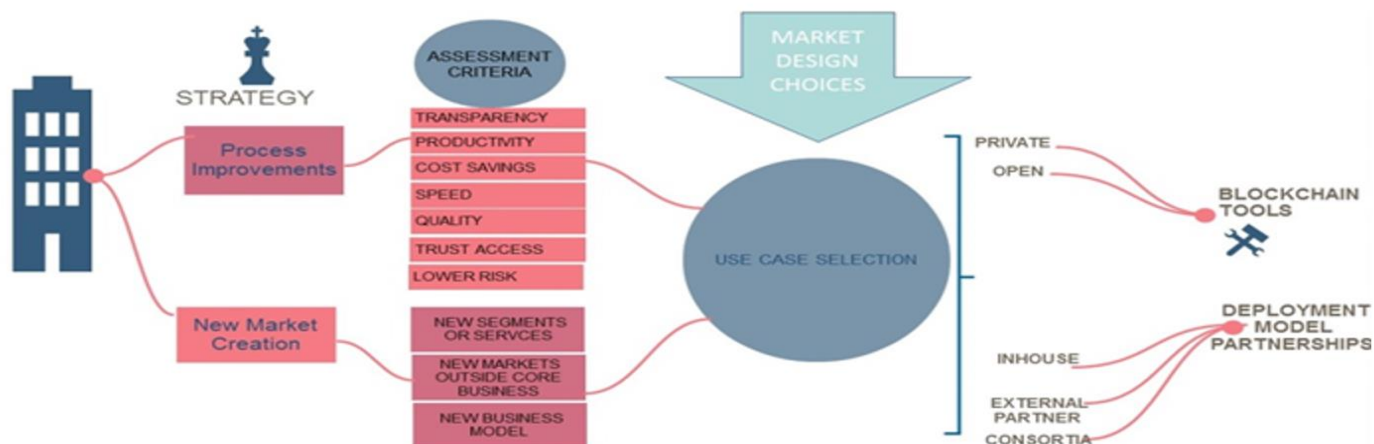 STRATEGY
Process
Improvements
New Market
Creation
ASSESSMENT
CRITERIA
TRANSPARENCY
PRODUCTIVITY
COST SAVINGS
SPEED
QUALITY
TRUST ACCESS
LOWER RISK
NEW SEGMENTS
OR SERVCES
NEW MARKETS
OUTSIDE CORE
BUSINESS
NEW BUSINESS
MODEL
MARKET
DESIGN
CHOICES
USE CASE SELECTION
PRIVATE
OPEN
BLOCKCHAIN
TOOLS
INHOUSE
EXTERNAL
PARTNER
CONSORTIA
DEPLOYMENT
MODEL
PARTNERSHIPS